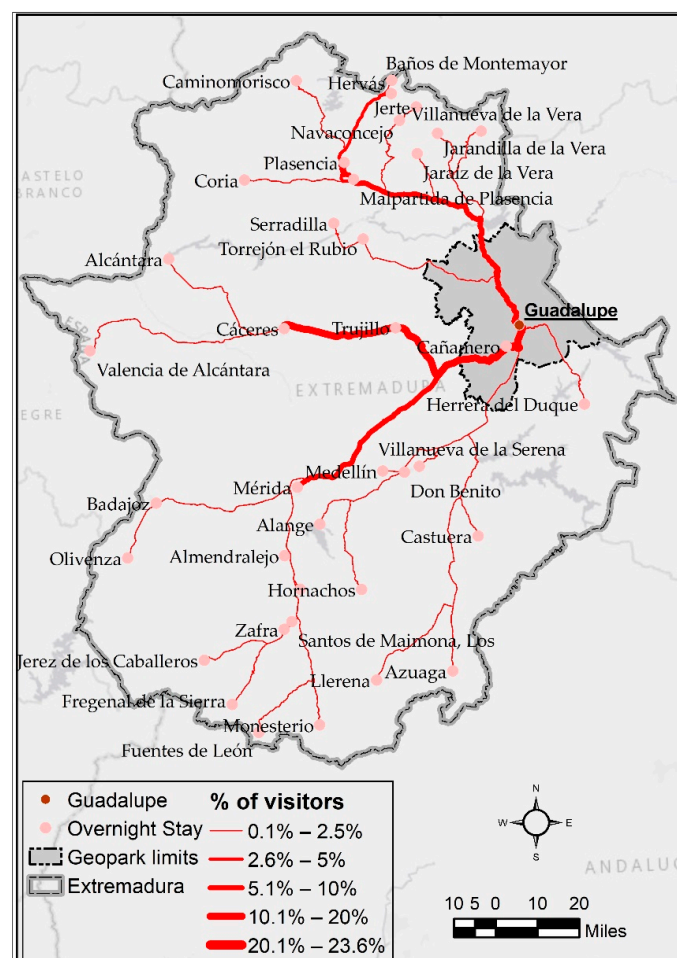 Baños de Montemayor
Caminomorisco
Hervás
Jerte
Villanueva de la Vera
Navaconcejo
Jarandilla de la Vera
Plasencia
Jaraíz de la Vera
CASTELO
BRANCO
Coria
Malpartida de Plasencia
Serradilla
Torrejón el Rubio
Alcántara
Guadalupe
ESPAÑA
Cáceres
Trujillo
Cañamero
Valencia de Alcántara
EXTREMADURA
EGRE
Herrera del Duque
Villanueva de la Serena
Medellín
Mérida
Don Benito
Badajoz
Alange
Castuera
Olivenza
Almendralejo
Hornachos
Zafra
Santos de Maimona, Los
Jerez de los Caballeros
Llerena
Azuaga
Fregenal de la Sierra
Monesterio
Fuentes de León
Guadalupe
Overnight Stay
Geopark limits
Extremadura
% of visitors
0.1% – 2.5%
2.6% – 5%
5.1% – 10%
10.1% – 20%
20.1% – 23.6%
N
W E
S
ANDALUC
10 5 0 10 20
Miles